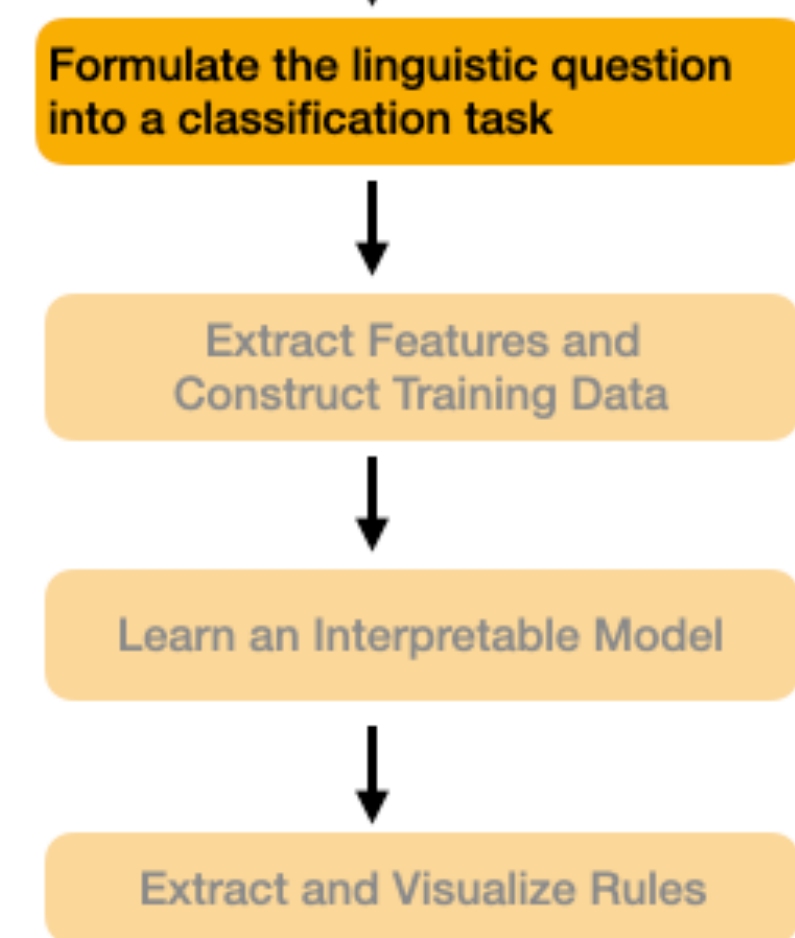 Formulate the linguistic question
into a classification task
Extract Features and
Construct Training Data
Learn an Interpretable Model
Extract and Visualize Rules